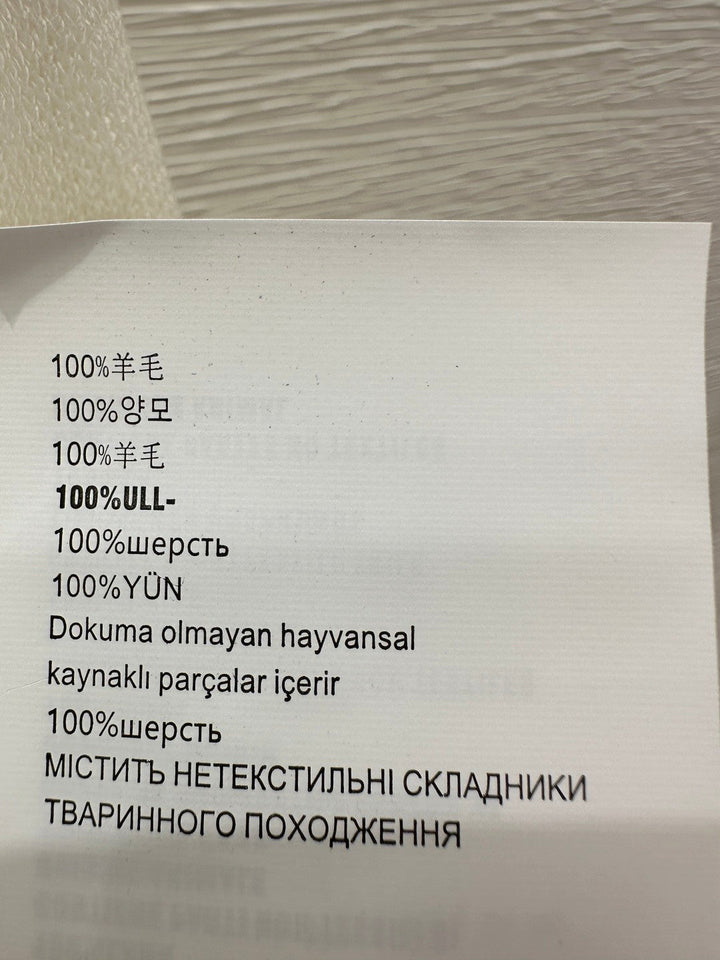 100%羊毛
100%양모
100%羊毛
100%ULL-
100%шерсть
100%YÜN
Dokuma olmayan hayvansal
kaynaklı parçalar içerir
100%шерсть
МІСТИТЬ НЕТЕКСТИЛЬНІ СКЛАДНИКИ
ТВАРИННОГО ПОХОДЖЕННЯ